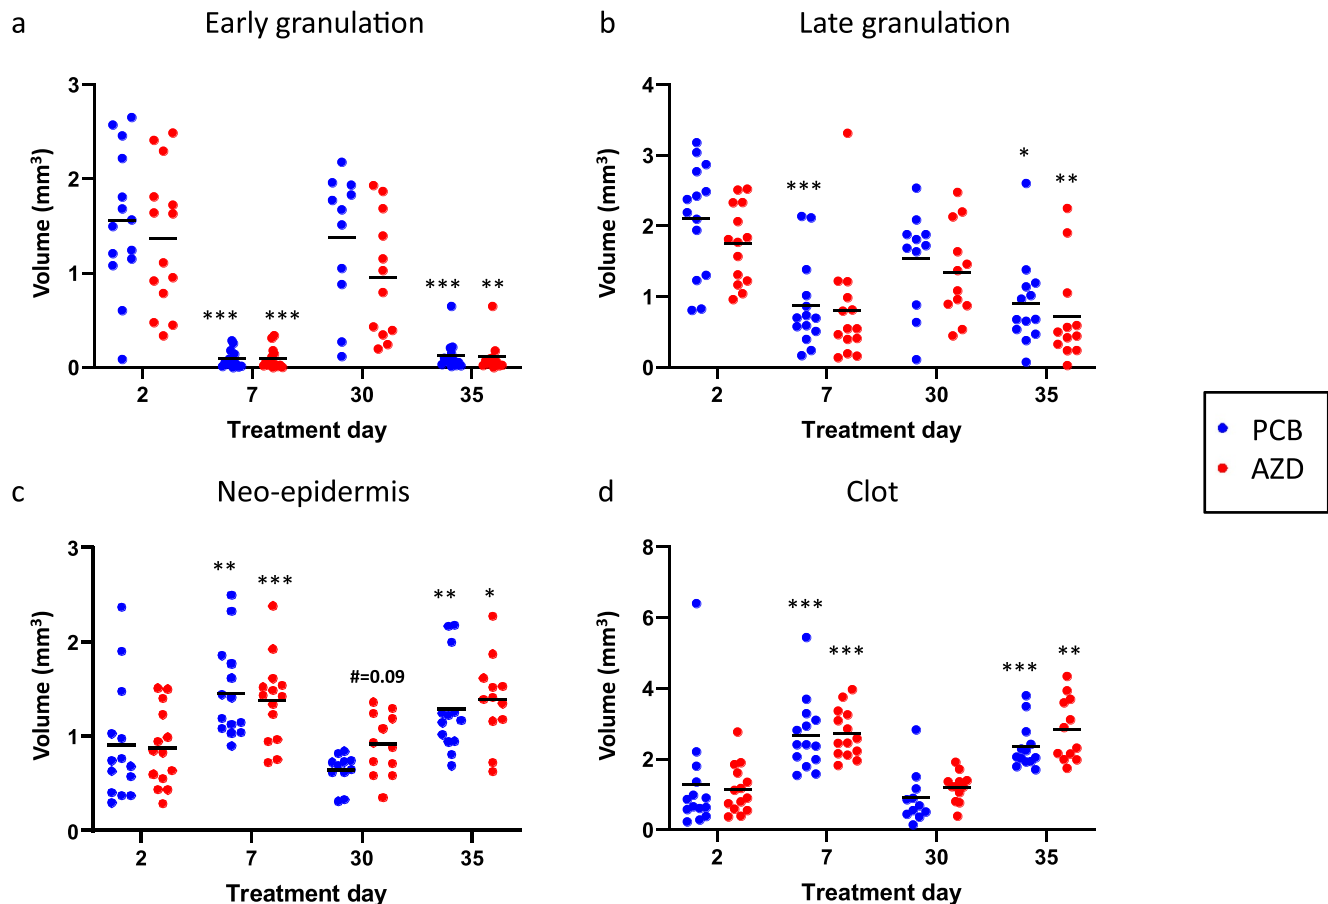 a Early granulation
3
2
1
0
Volume (mm³)
*** *** *** **
2 7 30 35
Treatment day
b Late granulation
4
3
2
1
0
Volume (mm³)
*** * **
2 7 30 35
Treatment day
PCB
AZD
c Neo-epidermis
3
2
1
0
Volume (mm³)
** *** #=0.09 ** *
2 7 30 35
Treatment day
d Clot
8
6
4
2
0
Volume (mm³)
*** *** *** **
2 7 30 35
Treatment day